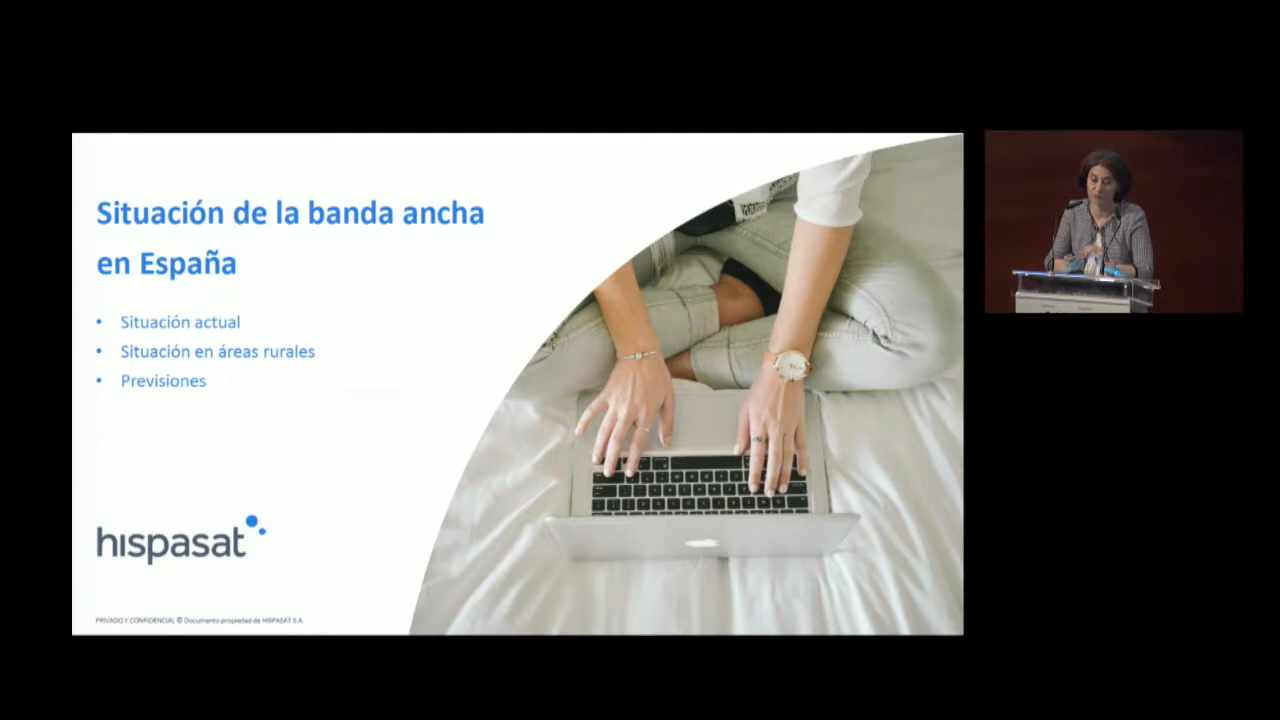 Situación de la banda ancha
en España
• Situación actual
• Situación en áreas rurales
• Previsiones
hispasat
PRIVADO Y CONFIDENCIAL © Documento propiedad de HISPASAT S.A.